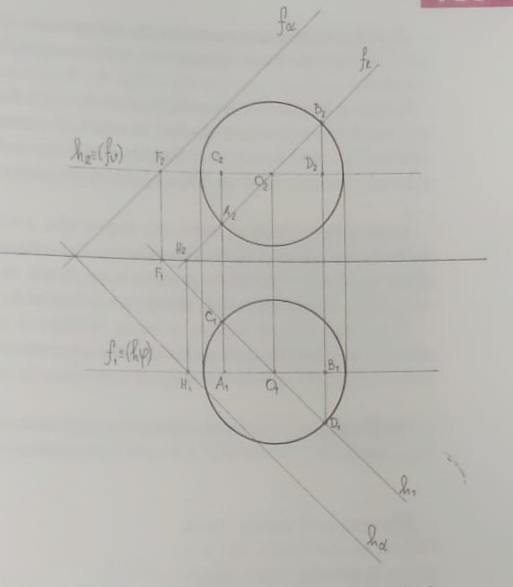 fα
f₂
B₂
h₂≡(fν)
F₂
C₂
O₂
D₂
A₂
F₁
H₂
C₁
f₁≡(hφ)
H₁
A₁
O₁
B₁
D₁
h₁
hα